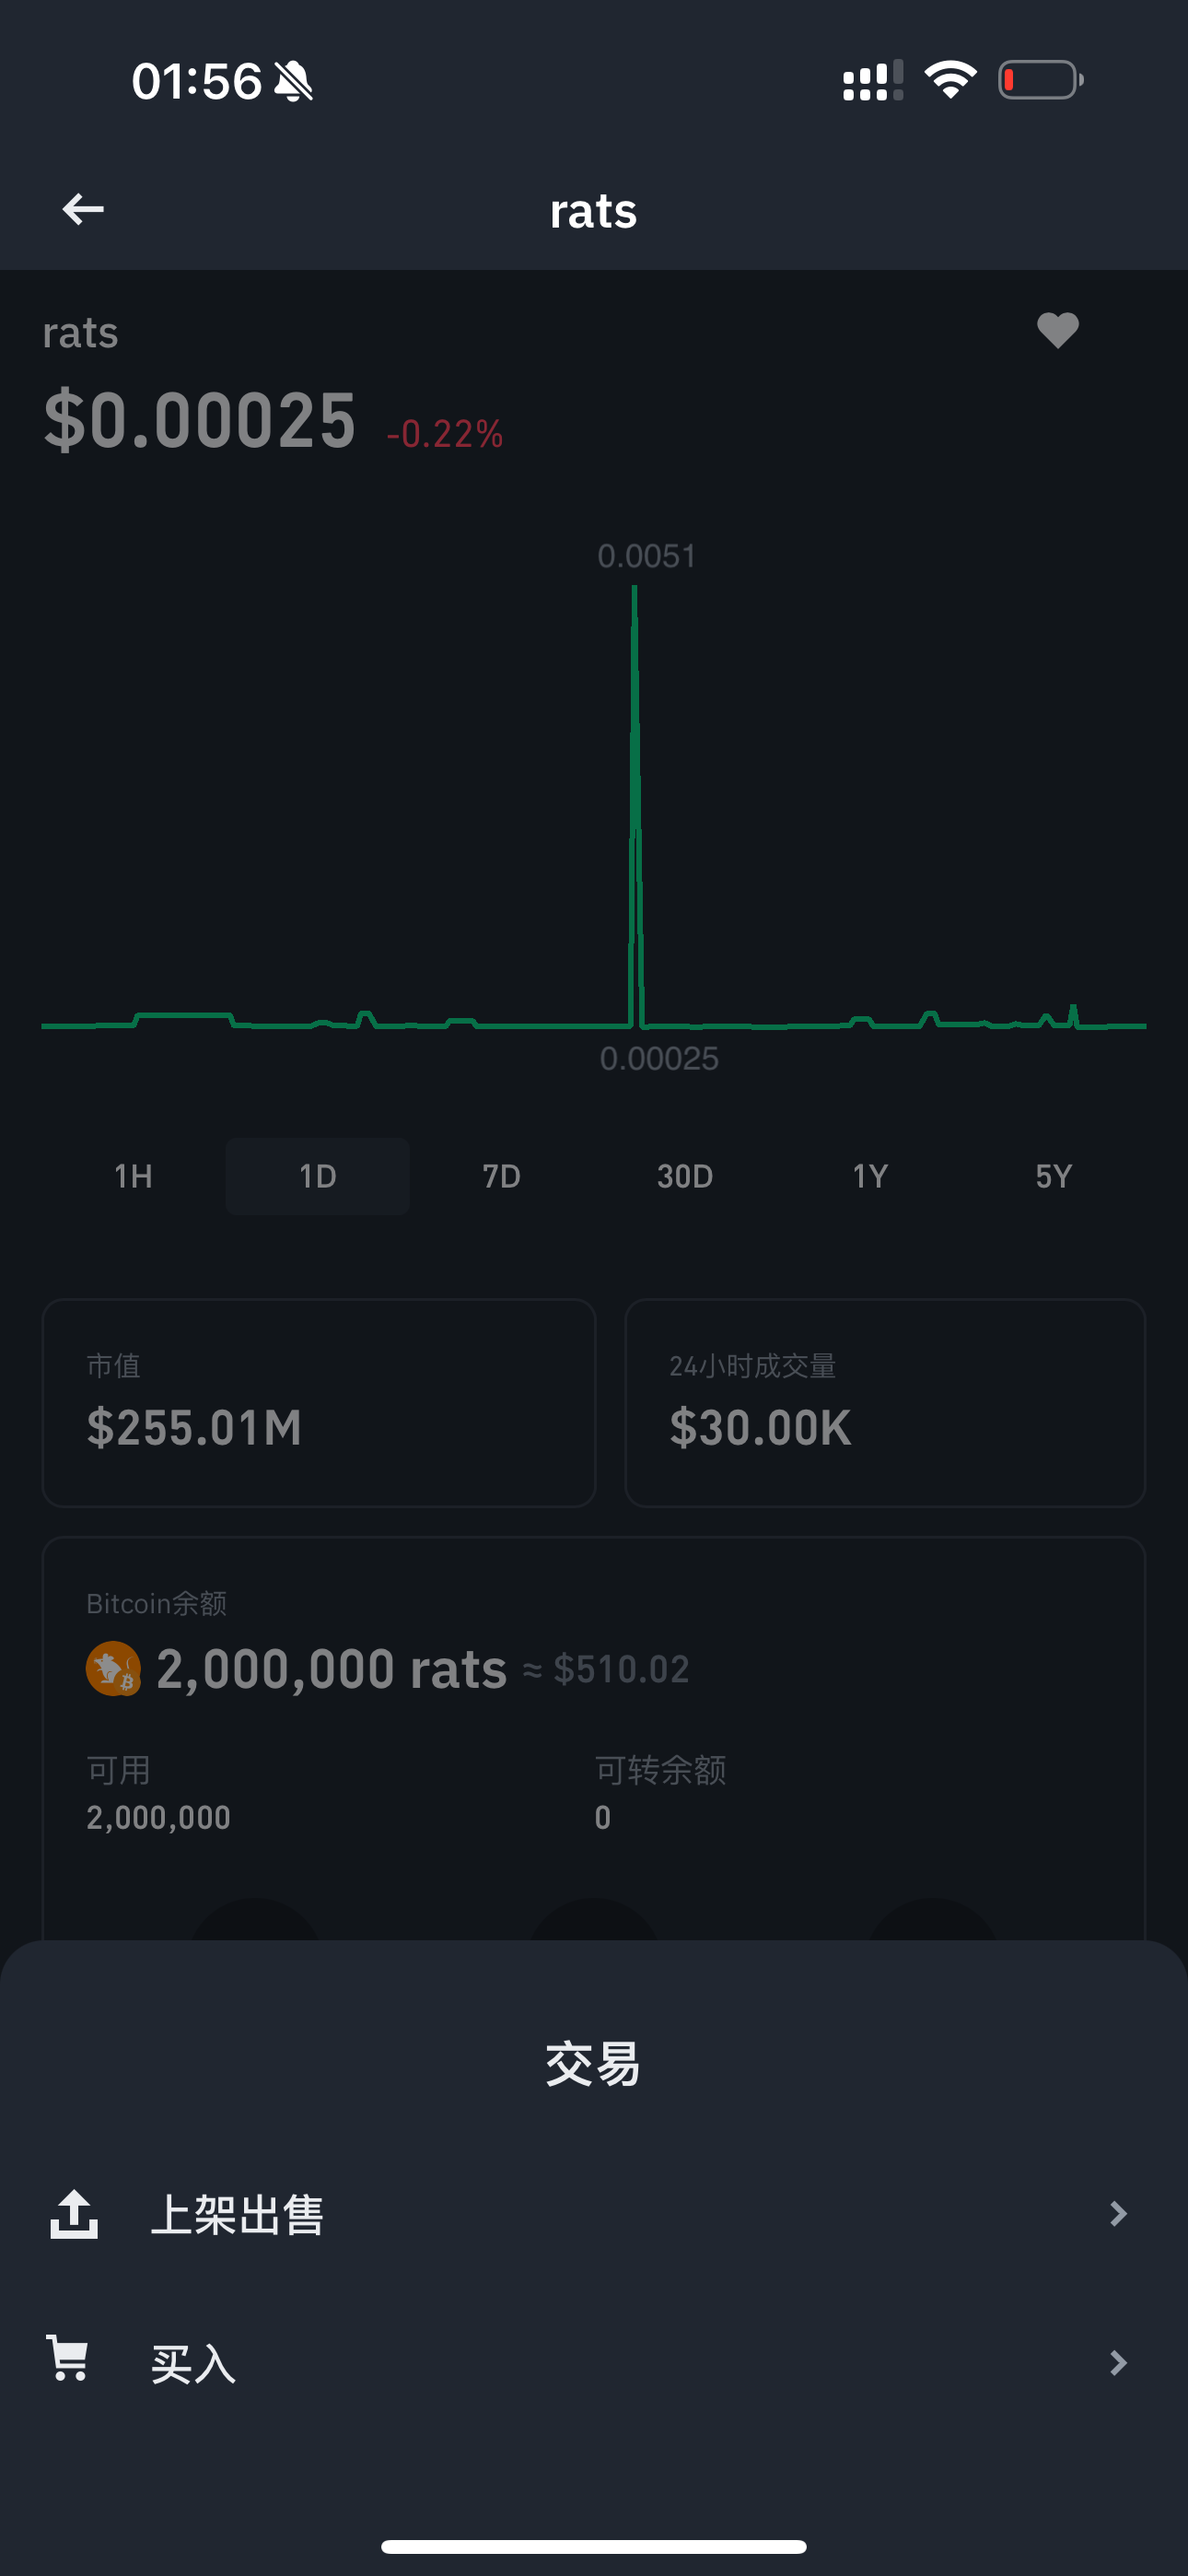 01:56
rats
rats
$0.00025 -0.22%
0.0051
0.00025
1H 1D 7D 30D 1Y 5Y
市值 24小时成交量
$255.01M $30.00K
Bitcoin余额
2,000,000 rats ≈ $510.02
可用 可转余额
2,000,000 0
交易
上架出售
买入